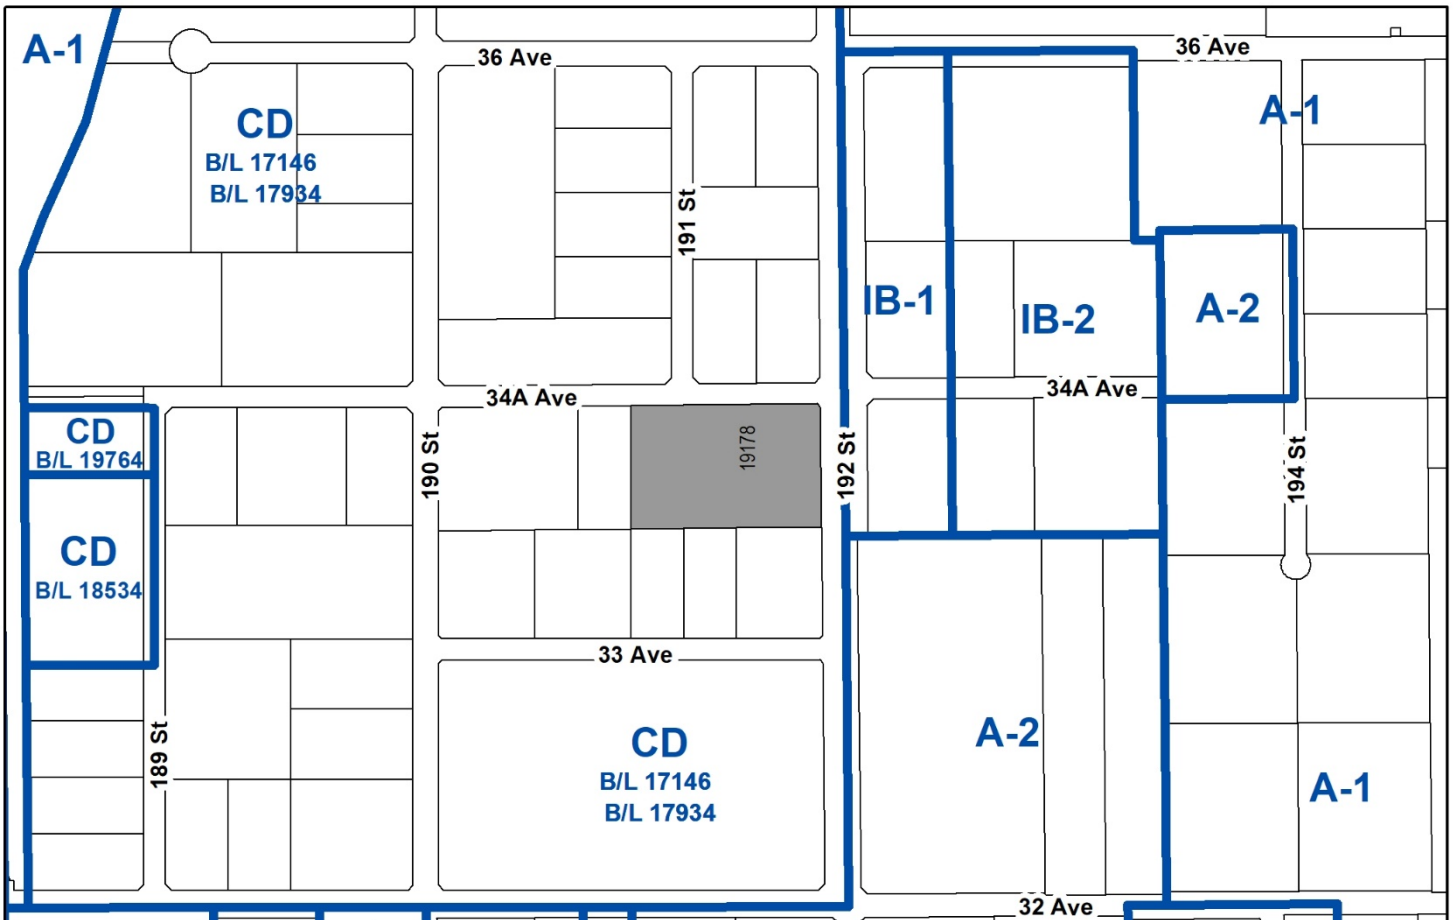 A-1
36 Ave
36 Ave
CD
B/L 17146
B/L 17934
A-1
191 St
IB-1
IB-2
A-2
34A Ave
34A Ave
CD
B/L 19764
190 St
19178
192 St
194 St
CD
B/L 18534
33 Ave
189 St
CD
B/L 17146
B/L 17934
A-2
A-1
32 Ave